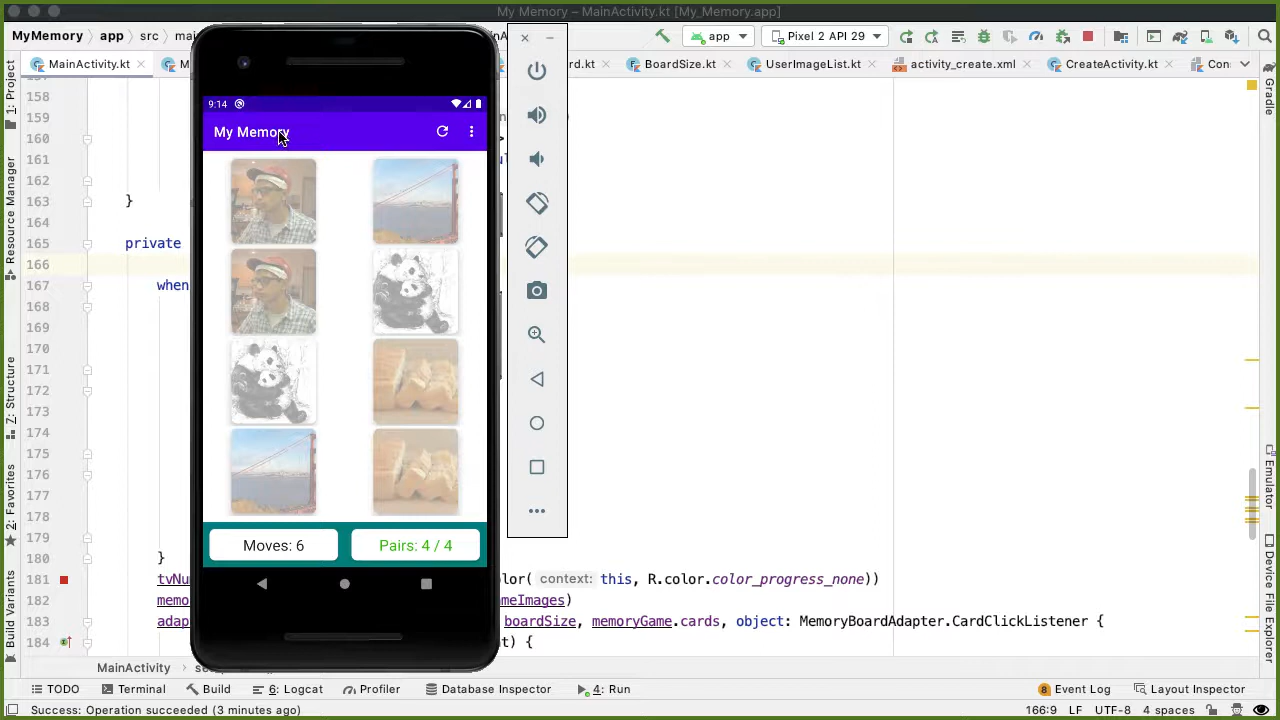 My Memory – MainActivity.kt [My_Memory.app]
MyMemory app src
app Pixel 2 API 29
MainActivity.kt BoardSize.kt UserImageList.kt activity_create.xml CreateActivity.kt Con
1: Project
Resource Manager
7: Structure
2: Favorites
Build Variants
Gradle
Emulator
Device File Explorer
158
159
160
161
162
163 }
164
165 private
166
167 when
168
169
170
171
172
173
174
175
176
177
178
179
180 }
181 tvNu olor( context: this, R.color.color_progress_none))
182 memo meImages)
183 adap boardSize, memoryGame.cards, object: MemoryBoardAdapter.CardClickListener {
184 t) {
9:14
My Memory
Moves: 6
Pairs: 4 / 4
MainActivity
TODO Terminal Build 6: Logcat Profiler Database Inspector 4: Run 8 Event Log Layout Inspector
Success: Operation succeeded (3 minutes ago) 166:9 LF UTF-8 4 spaces